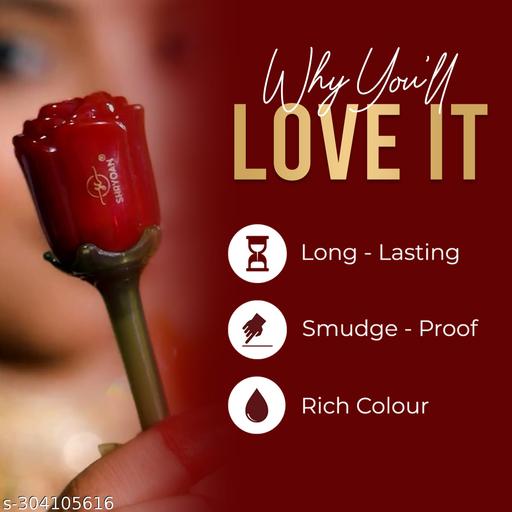 Why You'll
LOVE IT
SHRYOAN®
Long - Lasting
Smudge - Proof
Rich Colour
s-304105616